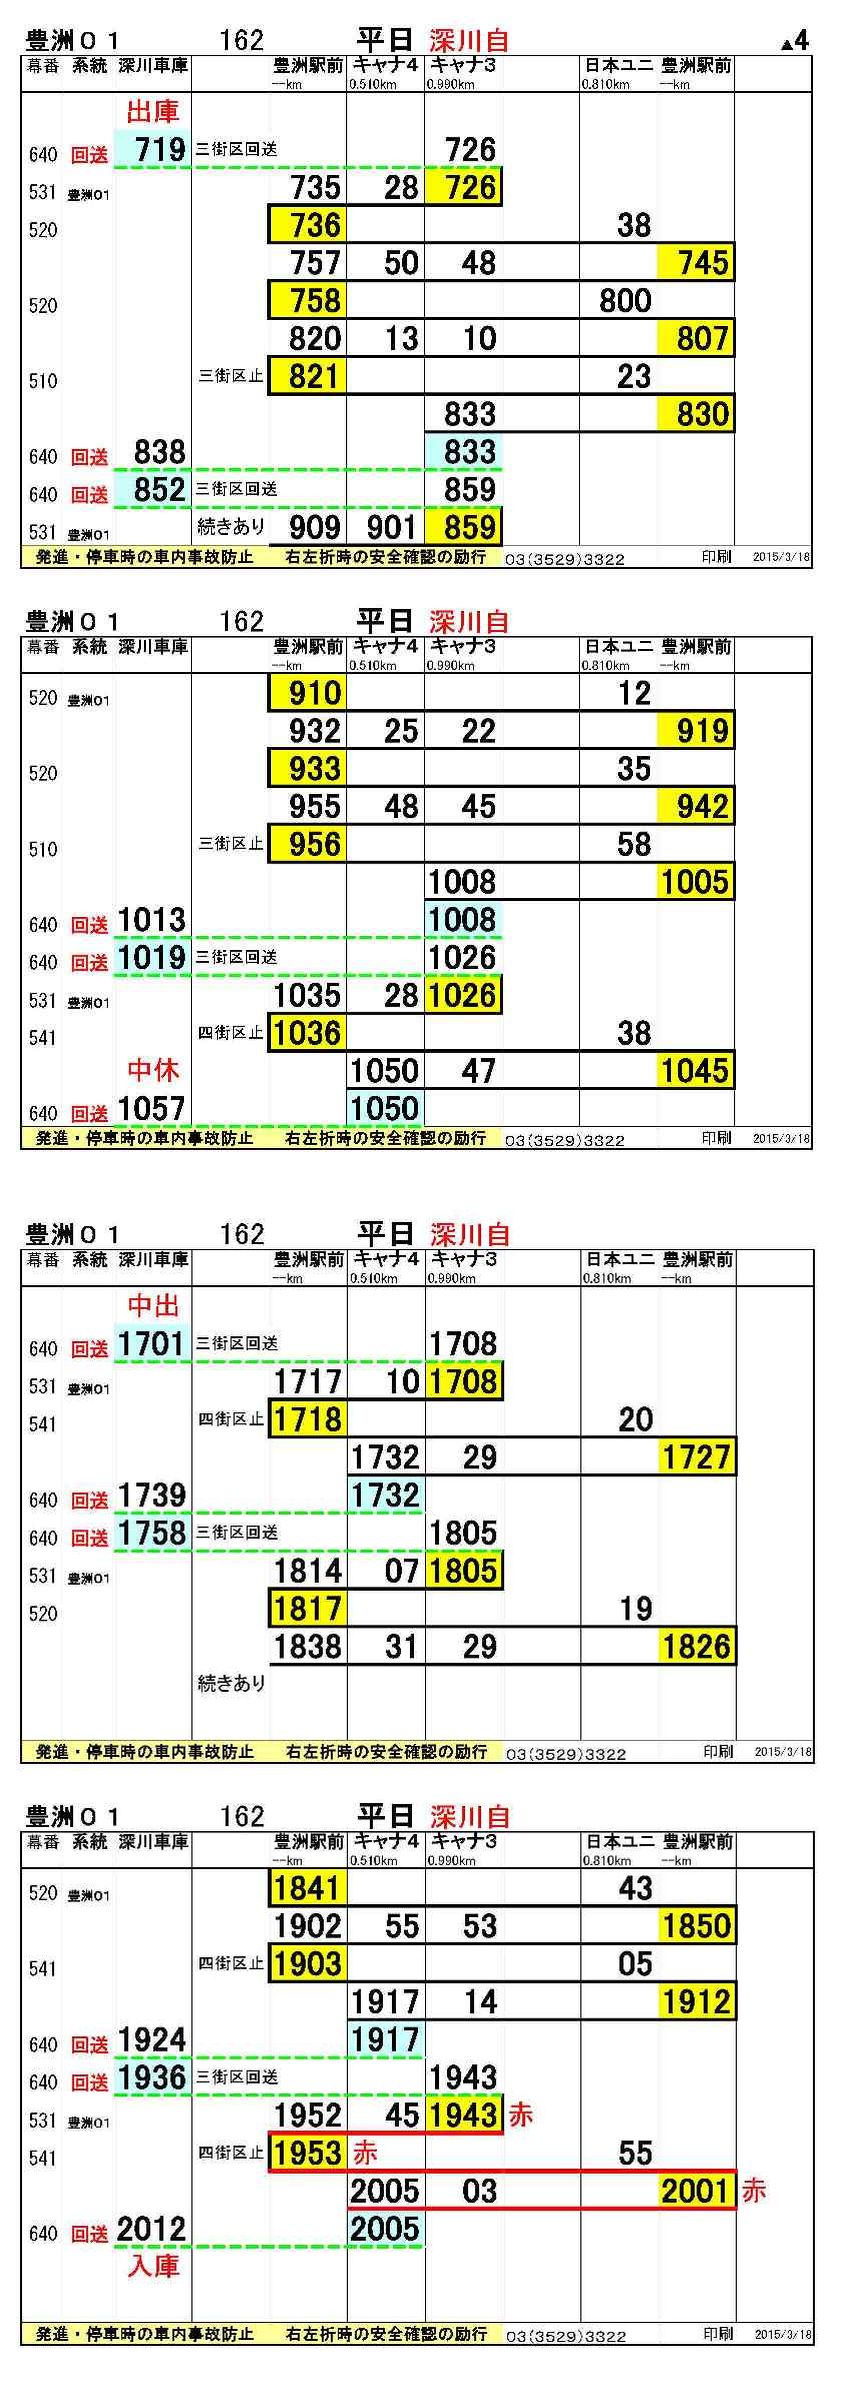 豊洲０１ 162 平日 深川自 ▲4
幕番 系統 深川車庫 豊洲駅前 キャナ4 キャナ3 日本ユニ 豊洲駅前
--km 0.510km 0.990km 0.810km --km
出庫
640 回送 719 三街区回送 726
531 豊洲01 735 28 726
520 736 38
757 50 48 745
520 758 800
820 13 10 807
510 三街区止 821 23
833 830
640 回送 838 833
640 回送 852 三街区回送 859
531 豊洲01 続きあり 909 901 859
発進・停車時の車内事故防止 右左折時の安全確認の励行 03(3529)3322 印刷 2015/3/18
豊洲０１ 162 平日 深川自
幕番 系統 深川車庫 豊洲駅前 キャナ4 キャナ3 日本ユニ 豊洲駅前
--km 0.510km 0.990km 0.810km --km
520 豊洲01 910 12
932 25 22 919
520 933 35
955 48 45 942
510 三街区止 956 58
1008 1005
640 回送 1013 1008
640 回送 1019 三街区回送 1026
531 豊洲01 1035 28 1026
541 四街区止 1036 38
中休 1050 47 1045
640 回送 1057 1050
発進・停車時の車内事故防止 右左折時の安全確認の励行 03(3529)3322 印刷 2015/3/18
豊洲０１ 162 平日 深川自
幕番 系統 深川車庫 豊洲駅前 キャナ4 キャナ3 日本ユニ 豊洲駅前
--km 0.510km 0.990km 0.810km --km
中出
640 回送 1701 三街区回送 1708
531 豊洲01 1717 10 1708
541 四街区止 1718 20
1732 29 1727
640 回送 1739 1732
640 回送 1758 三街区回送 1805
531 豊洲01 1814 07 1805
520 1817 19
1838 31 29 1826
続きあり
発進・停車時の車内事故防止 右左折時の安全確認の励行 03(3529)3322 印刷 2015/3/18
豊洲０１ 162 平日 深川自
幕番 系統 深川車庫 豊洲駅前 キャナ4 キャナ3 日本ユニ 豊洲駅前
--km 0.510km 0.990km 0.810km --km
520 豊洲01 1841 43
1902 55 53 1850
541 四街区止 1903 05
1917 14 1912
640 回送 1924 1917
640 回送 1936 三街区回送 1943
531 豊洲01 1952 45 1943 赤
541 四街区止 1953 赤 55
2005 03 2001 赤
640 回送 2012 2005
入庫
発進・停車時の車内事故防止 右左折時の安全確認の励行 03(3529)3322 印刷 2015/3/18